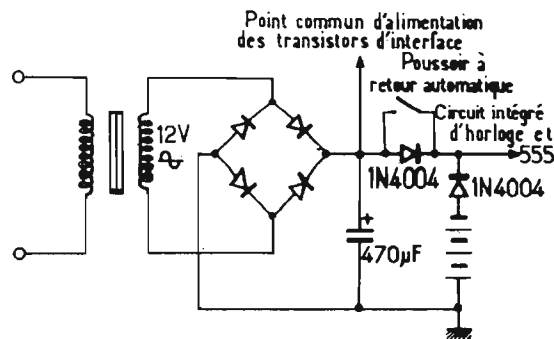 Point commun d'alimentation
des transistors d'interface
Poussoir à
retour automatique
Circuit intégré
d'horloge et
555
12V
1N4004
1N4004
+
470µF